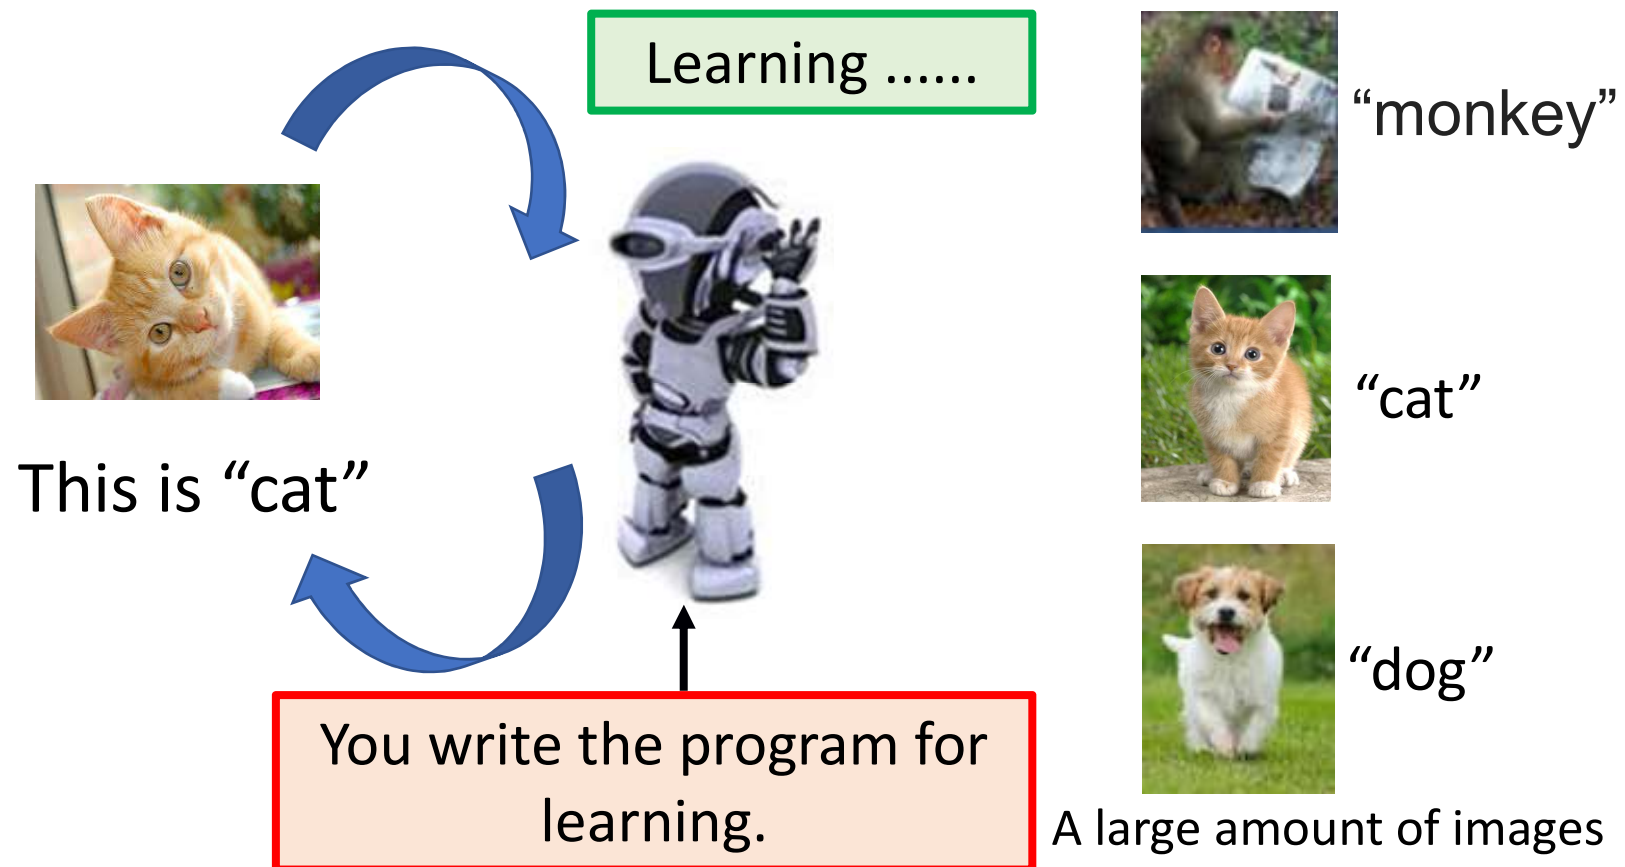 Learning ......
“monkey”
“cat”
This is “cat”
“dog”
You write the program for
learning.
A large amount of images